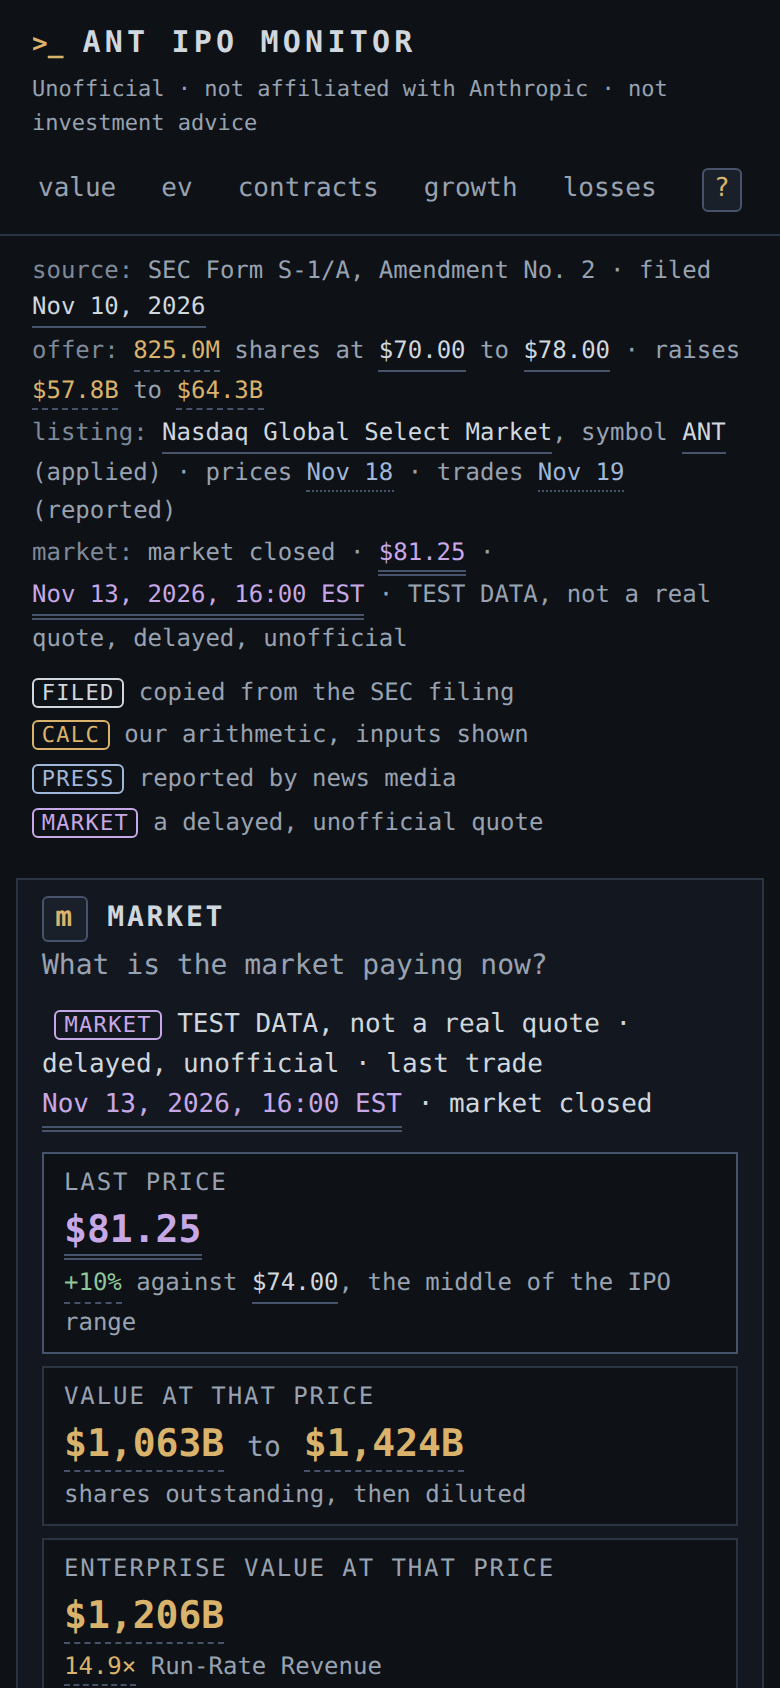 >_ ANT IPO MONITOR
Unofficial · not affiliated with Anthropic · not
investment advice
value ev contracts growth losses ?
source: SEC Form S-1/A, Amendment No. 2 · filed
Nov 10, 2026
offer: 825.0M shares at $70.00 to $78.00 · raises
$57.8B to $64.3B
listing: Nasdaq Global Select Market, symbol ANT
(applied) · prices Nov 18 · trades Nov 19
(reported)
market: market closed · $81.25 ·
Nov 13, 2026, 16:00 EST · TEST DATA, not a real
quote, delayed, unofficial
FILED copied from the SEC filing
CALC our arithmetic, inputs shown
PRESS reported by news media
MARKET a delayed, unofficial quote
m MARKET
What is the market paying now?
MARKET TEST DATA, not a real quote ·
delayed, unofficial · last trade
Nov 13, 2026, 16:00 EST · market closed
LAST PRICE
$81.25
+10% against $74.00, the middle of the IPO
range
VALUE AT THAT PRICE
$1,063B to $1,424B
shares outstanding, then diluted
ENTERPRISE VALUE AT THAT PRICE
$1,206B
14.9× Run-Rate Revenue